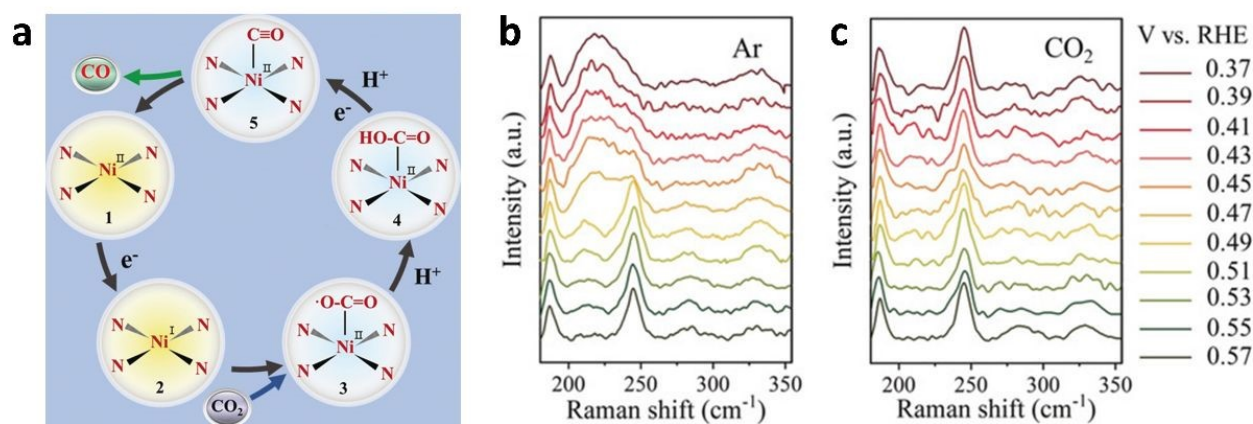 a
C≡O
II
N Ni N
N N
5
CO
H⁺
e⁻
HO-C=O
II
N Ni N
N N
4
II
N Ni N
N N
1
e⁻
H⁺
I
N Ni N
N N
2
·O-C=O
II
N Ni N
N N
3
CO₂
b
Ar
Intensity (a.u.)
200 250 300 350
Raman shift (cm⁻¹)
c
CO₂
Intensity (a.u.)
200 250 300 350
Raman shift (cm⁻¹)
V vs. RHE
0.37
0.39
0.41
0.43
0.45
0.47
0.49
0.51
0.53
0.55
0.57